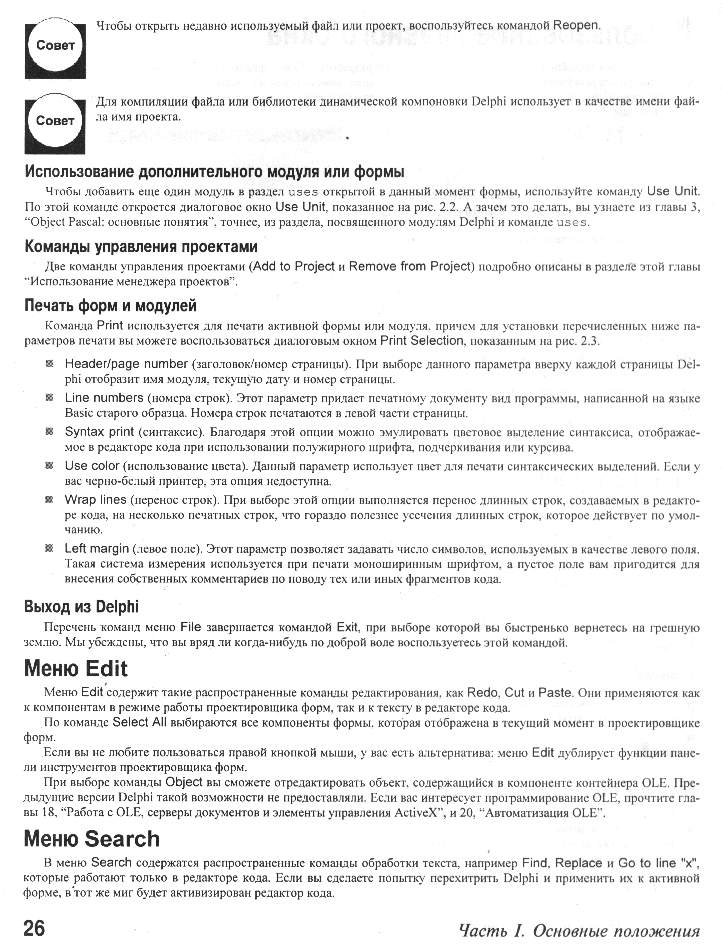 Совет
Чтобы открыть недавно используемый файл или проект, воспользуйтесь командой Reopen.
Совет
Для компиляции файла или библиотеки динамической компоновки Delphi использует в качестве имени фай-
ла имя проекта.
Использование дополнительного модуля или формы
Чтобы добавить еще один модуль в раздел uses открытой в данный момент формы, используйте команду Use Unit.
По этой команде откроется диалоговое окно Use Unit, показанное на рис. 2.2. А зачем это делать, вы узнаете из главы 3,
“Object Pascal: основные понятия”, точнее, из раздела, посвященного модулям Delphi и команде uses.
Команды управления проектами
Две команды управления проектами (Add to Project и Remove from Project) подробно описаны в разделе этой главы
“Использование менеджера проектов”.
Печать форм и модулей
Команда Print используется для печати активной формы или модуля, причем для установки перечисленных ниже па-
раметров печати вы можете воспользоваться диалоговым окном Print Selection, показанным на рис. 2.3.
Header/page number (заголовок/номер страницы). При выборе данного параметра вверху каждой страницы Del-
phi отобразит имя модуля, текущую дату и номер страницы.
Line numbers (номера строк). Этот параметр придает печатному документу вид программы, написанной на языке
Basic старого образца. Номера строк печатаются в левой части страницы.
Syntax print (синтаксис). Благодаря этой опции можно эмулировать цветовое выделение синтаксиса, отображае-
мое в редакторе кода при использовании полужирного шрифта, подчеркивания или курсива.
Use color (использование цвета). Данный параметр использует цвет для печати синтаксических выделений. Если у
вас черно-белый принтер, эта опция недоступна.
Wrap lines (перенос строк). При выборе этой опции выполняется перенос длинных строк, создаваемых в редакто-
ре кода, на несколько печатных строк, что гораздо полезнее усечения длинных строк, которое действует по умол-
чанию.
Left margin (левое поле). Этот параметр позволяет задавать число символов, используемых в качестве левого поля.
Такая система измерения используется при печати моноширинным шрифтом, а пустое поле вам пригодится для
внесения собственных комментариев по поводу тех или иных фрагментов кода.
Выход из Delphi
Перечень команд меню File завершается командой Exit, при выборе которой вы быстренько вернетесь на грешную
землю. Мы убеждены, что вы вряд ли когда-нибудь по доброй воле воспользуетесь этой командой.
Меню Edit
Меню Edit содержит такие распространенные команды редактирования, как Redo, Cut и Paste. Они применяются как
к компонентам в режиме работы проектировщика форм, так и к тексту в редакторе кода.
По команде Select All выбираются все компоненты формы, которая отображена в текущий момент в проектировщике
форм.
Если вы не любите пользоваться правой кнопкой мыши, у вас есть альтернатива: меню Edit дублирует функции пане-
ли инструментов проектировщика форм.
При выборе команды Object вы сможете отредактировать объект, содержащийся в компоненте контейнера OLE. Пре-
дыдущие версии Delphi такой возможности не предоставляли. Если вас интересует программирование OLE, прочтите гла-
вы 18, “Работа с OLE, серверы документов и элементы управления ActiveX”, и 20, “Автоматизация OLE”.
Меню Search
В меню Search содержатся распространенные команды обработки текста, например Find, Replace и Go to line "x",
которые работают только в редакторе кода. Если вы сделаете попытку перехитрить Delphi и применить их к активной
форме, в тот же миг будет активизирован редактор кода.
26
Часть I. Основные положения